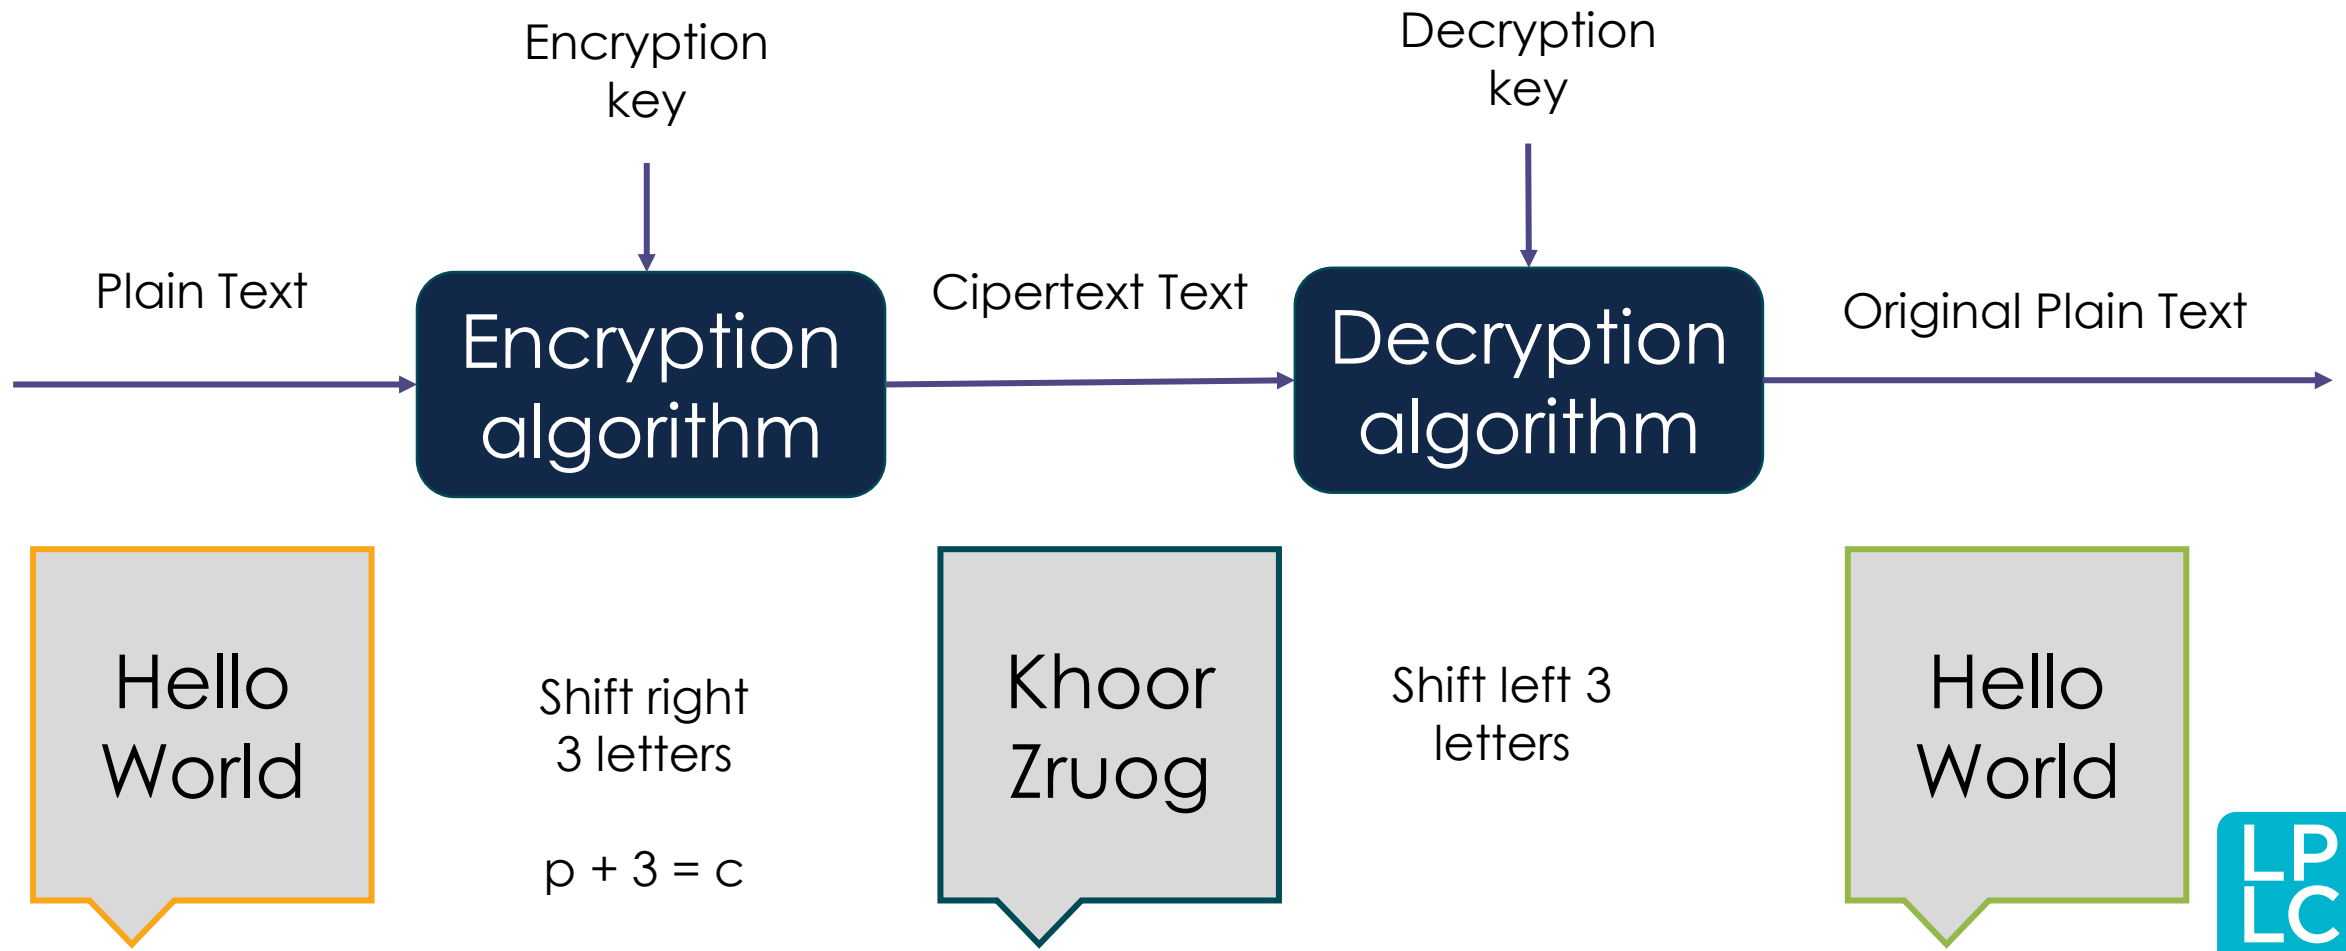 Encryption
key
Decryption
key
Plain Text
Encryption
algorithm
Cipertext Text
Decryption
algorithm
Original Plain Text
Hello
World
Shift right
3 letters
p + 3 = c
Khoor
Zruog
Shift left 3
letters
Hello
World
LP
LC